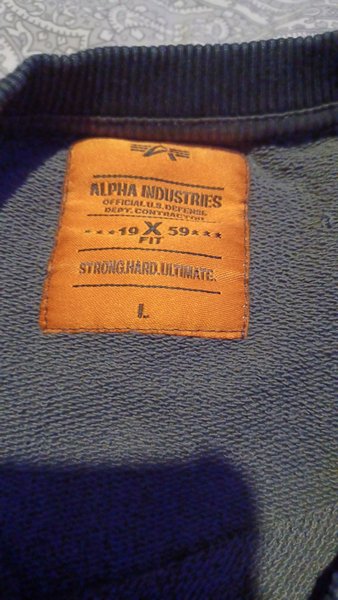 ALPHA INDUSTRIES
OFFICIAL U.S. DEFENSE
DEPT. CONTRACTOR
★★★19 X 59★★★
FIT
STRONG.HARD.ULTIMATE.
L